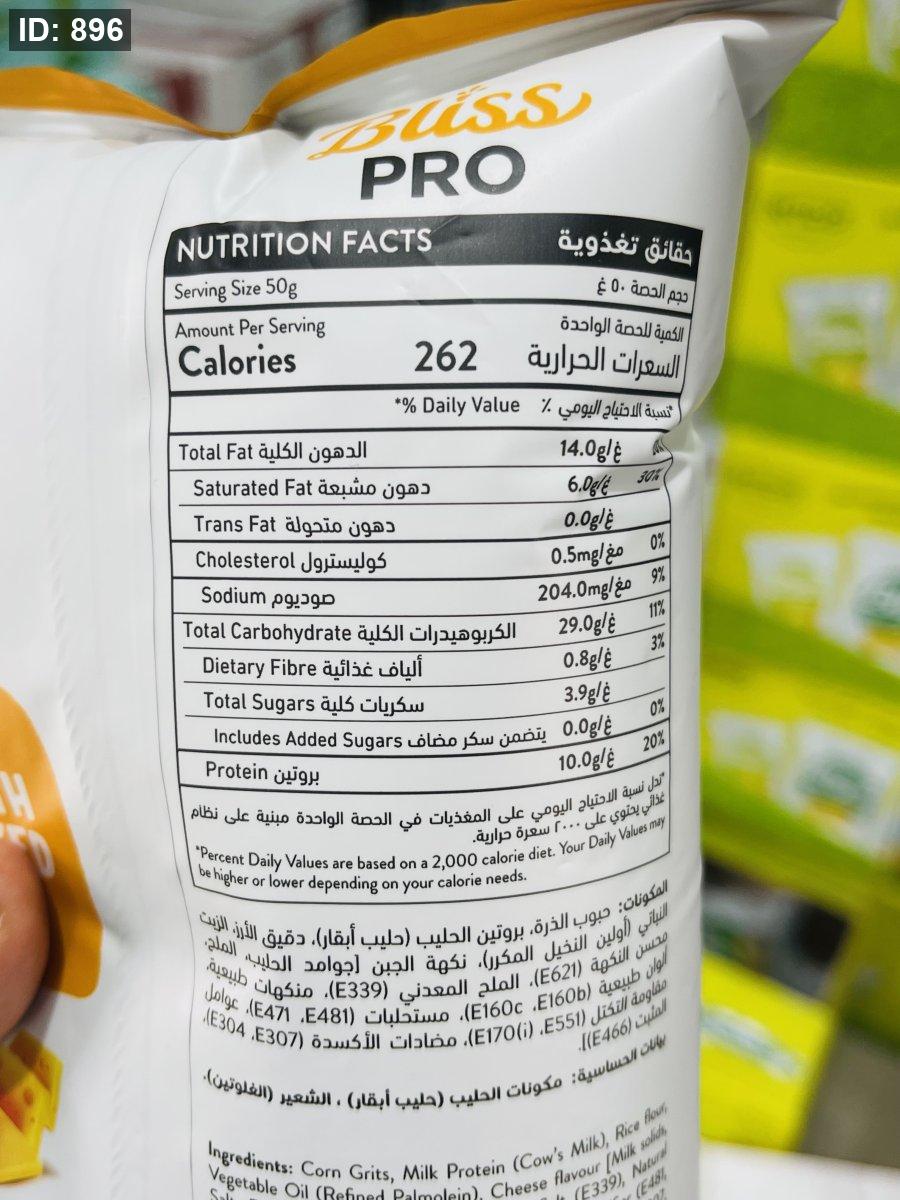 ID: 896
Bliss
PRO
NUTRITION FACTS حقائق تغذوية
Serving Size 50g حجم الحصة ٥٠ غ
Amount Per Serving الكمية للحصة الواحدة
Calories 262 السعرات الحرارية
*% Daily Value نسبة الاحتياج اليومي ٪*
Total Fat الدهون الكلية 14.0g/غ
Saturated Fat دهون مشبعة 6.0g/غ 30%
Trans Fat دهون متحولة 0.0g/غ
Cholesterol كوليسترول 0.5mg/مغ 0%
Sodium صوديوم 204.0mg/مغ 9%
Total Carbohydrate الكربوهيدرات الكلية 29.0g/غ 11%
Dietary Fibre ألياف غذائية 0.8g/غ 3%
Total Sugars سكريات كلية 3.9g/غ
Includes Added Sugars يتضمن سكر مضاف 0.0g/غ 0%
Protein بروتين 10.0g/غ 20%
*تدل نسبة الاحتياج اليومي على المغذيات في الحصة الواحدة مبنية على نظام
غذائي يحتوي على ٢٠٠٠ سعرة حرارية.
*Percent Daily Values are based on a 2,000 calorie diet. Your Daily Values may
be higher or lower depending on your calorie needs.
المكونات: حبوب الذرة، بروتين الحليب (حليب أبقار)، دقيق الأرز، الزيت
النباتي (أولين النخيل المكرر)، نكهة الجبن [جوامد الحليب، الملح،
محسن النكهة (E621)، الملح المعدني (E339)، منكهات طبيعية،
ألوان طبيعية (E160c ،E160b)، مستحلبات (E471 ،E481)، عوامل
مقاومة التكتل (E170(i) ،E551)، مضادات الأكسدة (E304 ،E307)،
المثبت (E466)].
بيانات الحساسية: مكونات الحليب (حليب أبقار) ، الشعير (الغلوتين).
Ingredients: Corn Grits, Milk Protein (Cow's Milk), Rice flour,
Vegetable Oil (Refined Palmolein), Cheese flavour [Milk solids,
(E339), Natural
(E481,